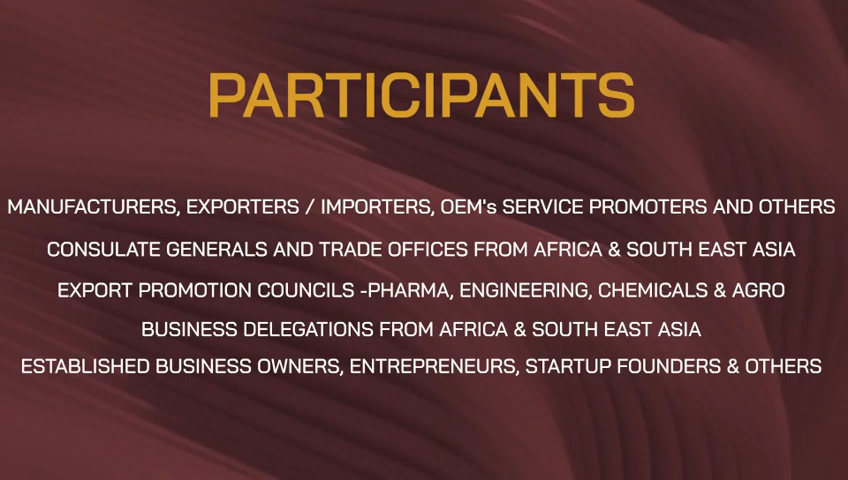 PARTICIPANTS
MANUFACTURERS, EXPORTERS / IMPORTERS, OEM's SERVICE PROMOTERS AND OTHERS
CONSULATE GENERALS AND TRADE OFFICES FROM AFRICA & SOUTH EAST ASIA
EXPORT PROMOTION COUNCILS -PHARMA, ENGINEERING, CHEMICALS & AGRO
BUSINESS DELEGATIONS FROM AFRICA & SOUTH EAST ASIA
ESTABLISHED BUSINESS OWNERS, ENTREPRENEURS, STARTUP FOUNDERS & OTHERS